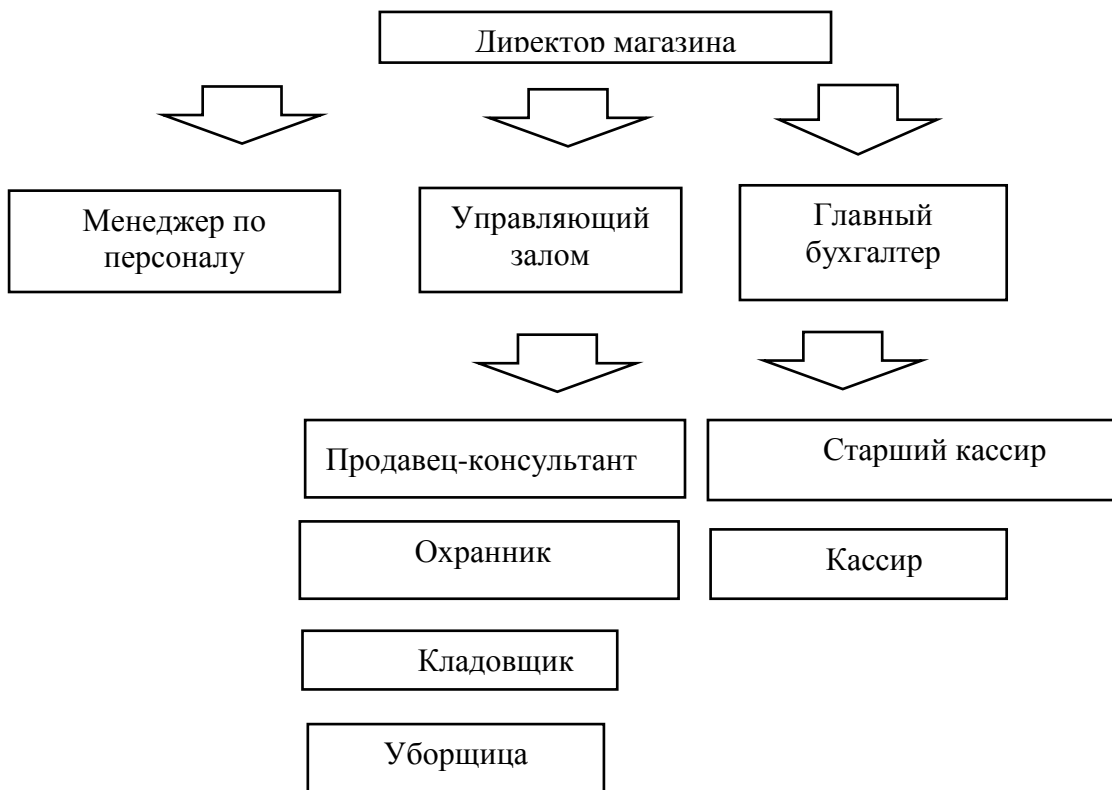 Директор магазина
Менеджер по
персоналу
Управляющий
залом
Главный
бухгалтер
Продавец-консультант
Старший кассир
Охранник
Кассир
Кладовщик
Уборщица